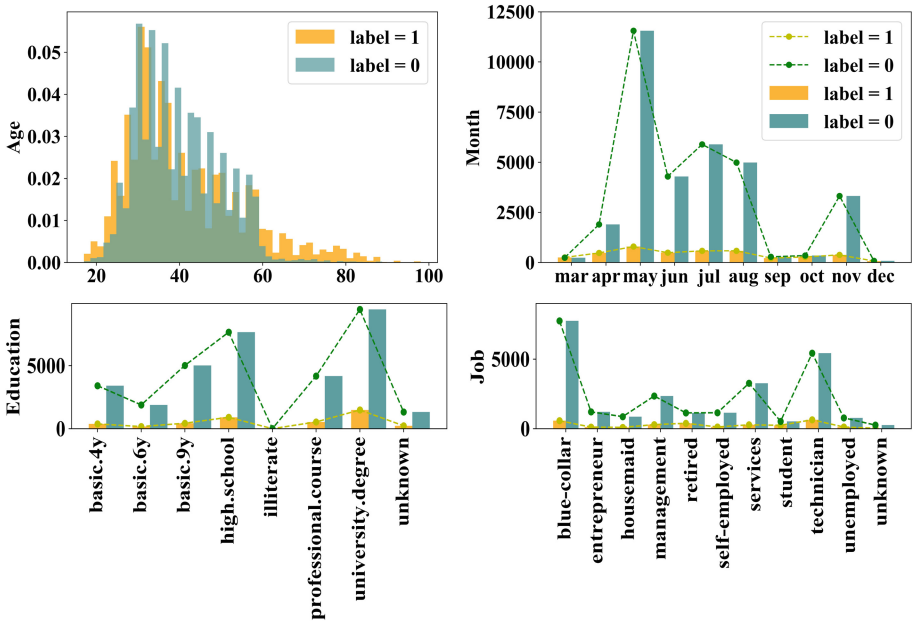 Age
0.05
0.04
0.03
0.02
0.01
0.00
20 40 60 80 100
label = 1
label = 0
Month
12500
10000
7500
5000
2500
0
mar apr may jun jul aug sep oct nov dec
label = 1
label = 0
label = 1
label = 0
Education
5000
0
basic.4y
basic.6y
basic.9y
high.school
illiterate
professional.course
university.degree
unknown
Job
5000
0
blue-collar
entrepreneur
housemaid
management
retired
self-employed
services
student
technician
unemployed
unknown